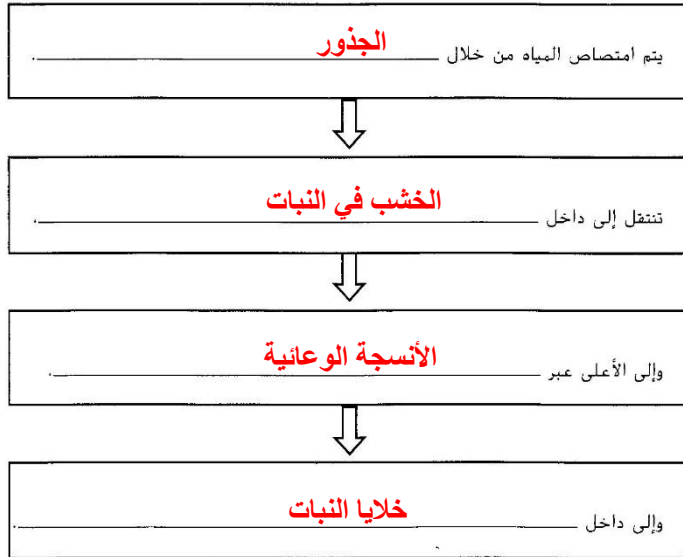 يتم امتصاص المياه من خلال الجذور.
تنتقل إلى داخل الخشب في النبات.
وإلى الأعلى عبر الأنسجة الوعائية.
وإلى داخل خلايا النبات.